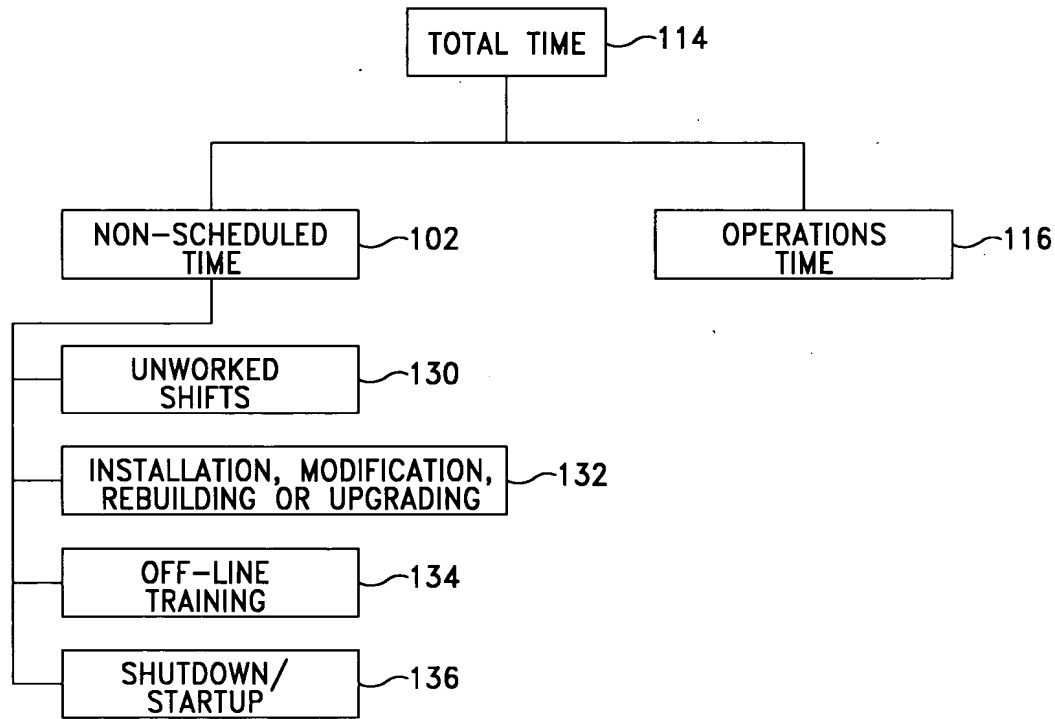 TOTAL TIME 114
NON-SCHEDULED
TIME
102
OPERATIONS
TIME
116
UNWORKED
SHIFTS
130
INSTALLATION, MODIFICATION,
REBUILDING OR UPGRADING
132
OFF-LINE
TRAINING
134
SHUTDOWN/
STARTUP
136